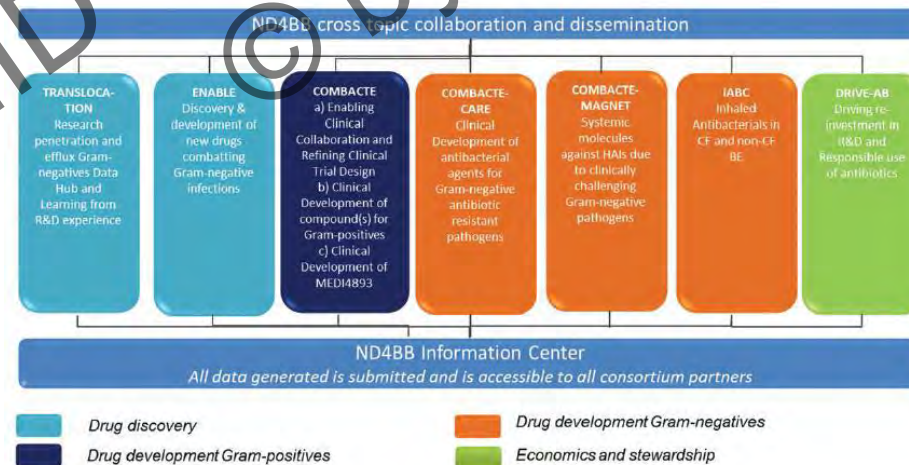 ND4BB cross topic collaboration and dissemination
TRANSLOCA-
TION
Research
penetration and
efflux Gram-
negatives Data
Hub and
Learning from
R&D experience
ENABLE
Discovery &
development of
new drugs
combatting
Gram-negative
infections
COMBACTE
a) Enabling
Clinical
Collaboration and
Refining Clinical
Trial Design
b) Clinical
Development of
compound(s) for
Gram-positives
c) Clinical
Development of
MEDI4893
COMBACTE-
CARE
Clinical
Development of
antibacterial
agents for
Gram-negative
antibiotic
resistant
pathogens
COMBACTE-
MAGNET
Systemic
molecules
against HAIs due
to clinically
challenging
Gram-negative
pathogens
IABC
Inhaled
Antibacterials in
CF and non-CF
BE
DRIVE-AB
Driving re-
investment in
R&D and
Responsible use
of antibiotics
ND4BB Information Center
All data generated is submitted and is accessible to all consortium partners
Drug discovery
Drug development Gram-negatives
Drug development Gram-positives
Economics and stewardship
©